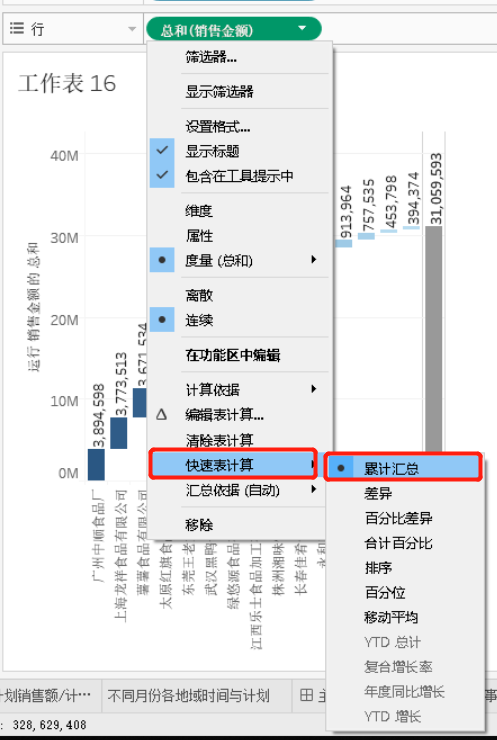 行
总和(销售金额)
工作表 16
筛选器...
显示筛选器
设置格式...
显示标题
包含在工具提示中
维度
属性
度量 (总和)
离散
连续
在功能区中编辑
计算依据
编辑表计算...
清除表计算
快速表计算
汇总依据 (自动)
移除
累计汇总
差异
百分比差异
合计百分比
排序
百分位
移动平均
YTD 总计
复合增长率
年度同比增长
YTD 增长
运行 销售金额的 总和
40M
30M
20M
10M
0M
3,894,598
3,773,513
3,671,534
913,964
757,535
453,798
394,374
31,059,593
广州中顺食品厂
上海龙祥食品有限公司
薯薯食品有限公司
太原红旗食
东莞王老
武汉黑鸭
绿悠源食品
江西乐士食品加工
株洲湘味
长春佳肴
划销售额/计…
不同月份各地域时间与计划
: 328,629,408